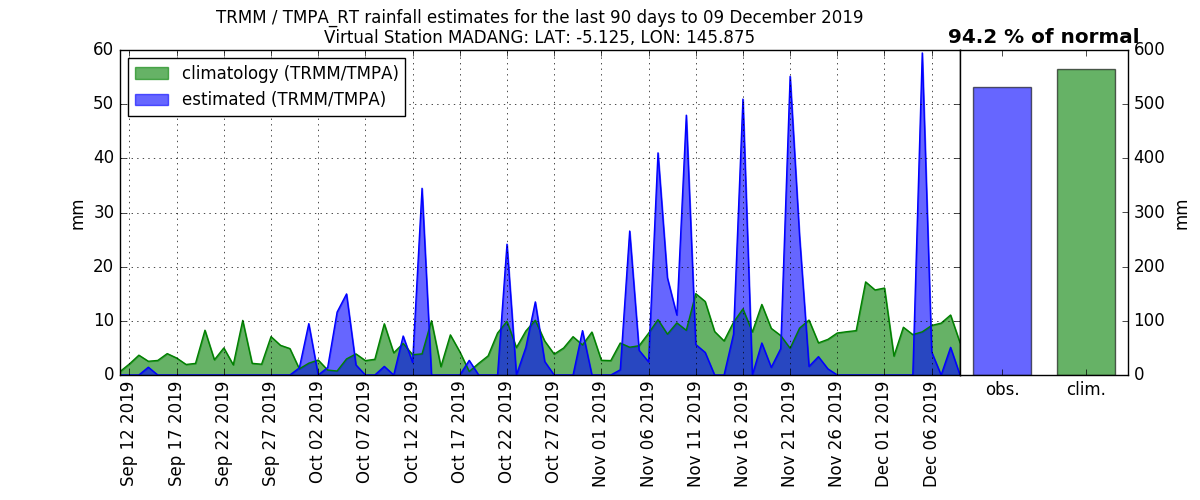 TRMM / TMPA_RT rainfall estimates for the last 90 days to 09 December 2019
Virtual Station MADANG: LAT: -5.125, LON: 145.875
94.2 % of normal
climatology (TRMM/TMPA)
estimated (TRMM/TMPA)
60
50
40
30
20
10
0
mm
600
500
400
300
200
100
0
mm
Sep 12 2019
Sep 17 2019
Sep 22 2019
Sep 27 2019
Oct 02 2019
Oct 07 2019
Oct 12 2019
Oct 17 2019
Oct 22 2019
Oct 27 2019
Nov 01 2019
Nov 06 2019
Nov 11 2019
Nov 16 2019
Nov 21 2019
Nov 26 2019
Dec 01 2019
Dec 06 2019
obs.
clim.